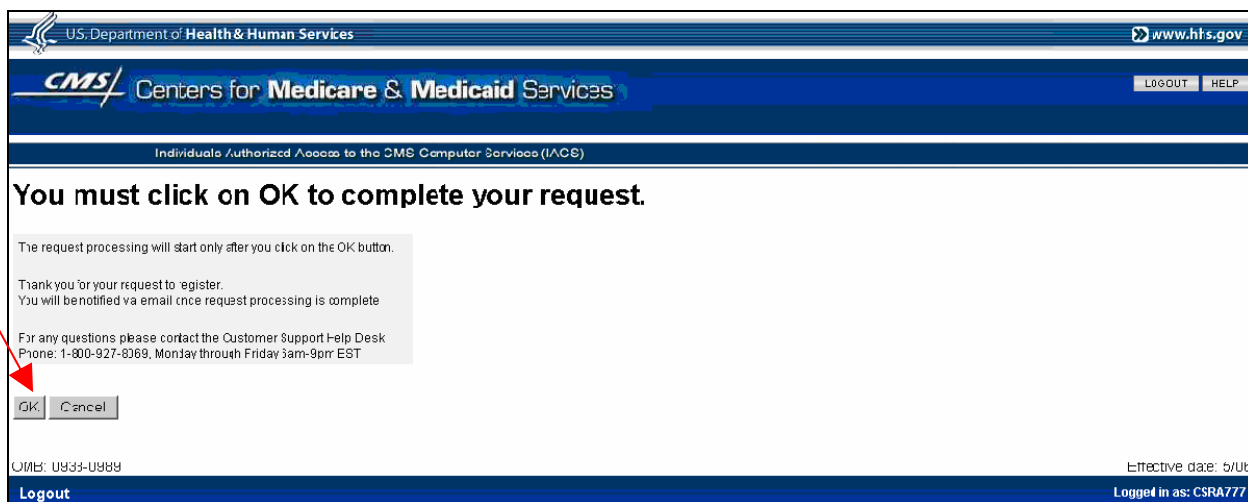 U.S. Department of Health & Human Services
www.hhs.gov
CMS/ Centers for Medicare & Medicaid Services
LOGOUT HELP
Individuals Authorized Access to the CMS Computer Services (IACS)
You must click on OK to complete your request.
The request processing will start only after you click on the OK button.
Thank you for your request to register.
You will be notified via email once request processing is complete
For any questions please contact the Customer Support Help Desk
Phone: 1-800-927-8069, Monday through Friday 6am-9pm EST
OK Cancel
OMB: 0933-0989
Effective date: 5/06
Logout
Logged in as: CSRA777